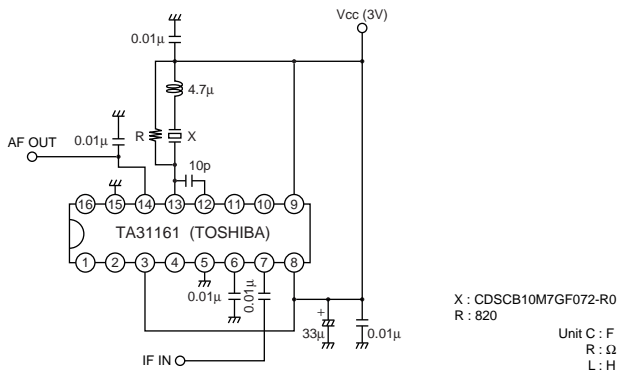 Vcc (3V)
0.01μ
4.7μ
0.01μ
R
X
AF OUT
10p
16 15 14 13 12 11 10 9
TA31161 (TOSHIBA)
1 2 3 4 5 6 7 8
0.01μ
0.01μ
+
33μ
0.01μ
IF IN
X : CDSCB10M7GF072-R0
R : 820
Unit C : F
R : Ω
L : H